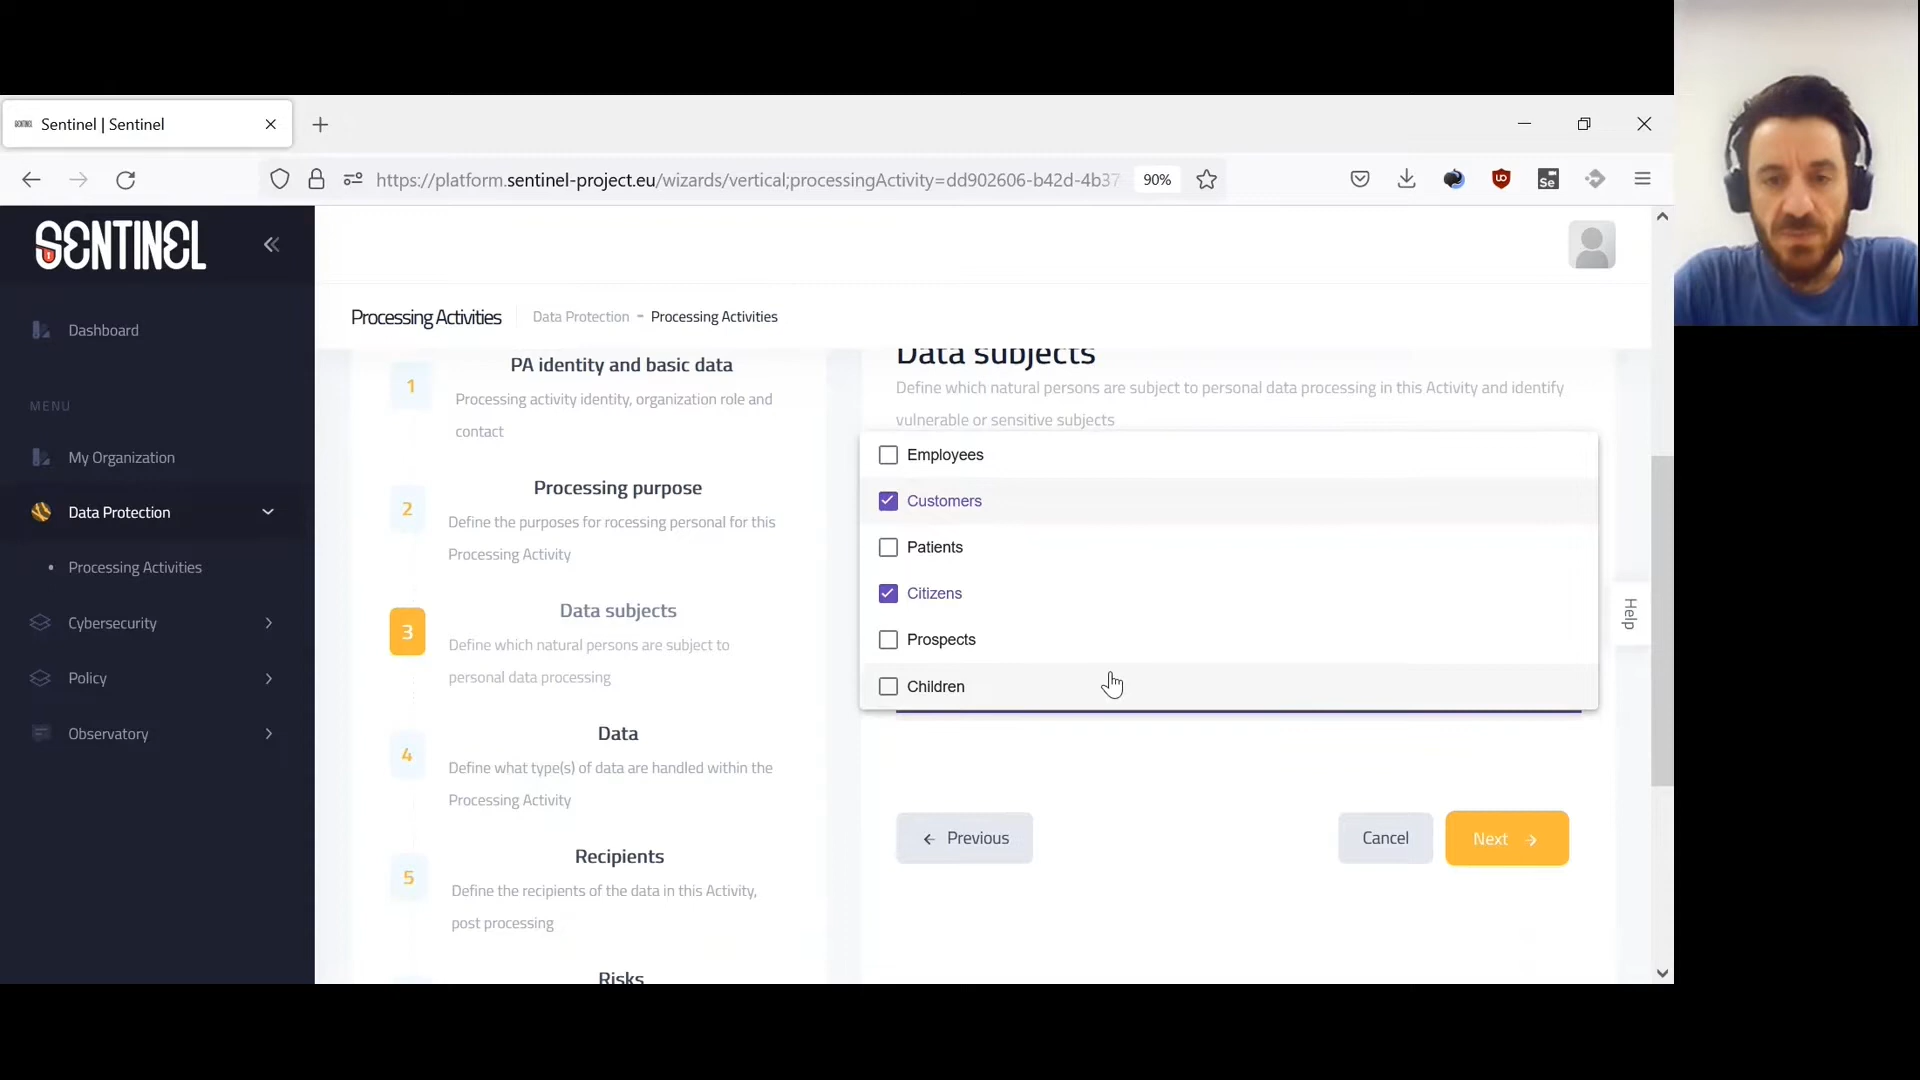 Sentinel | Sentinel
https://platform.sentinel-project.eu/wizards/vertical;processingActivity=dd902606-b42d-4b37
90%
Se
SENTINEL
Dashboard
MENU
My Organization
Data Protection
Processing Activities
Cybersecurity
Policy
Observatory
Processing Activities
Data Protection - Processing Activities
1
PA identity and basic data
Processing activity identity, organization role and
contact
2
Processing purpose
Define the purposes for rocessing personal for this
Processing Activity
3
Data subjects
Define which natural persons are subject to
personal data processing
4
Data
Define what type(s) of data are handled within the
Processing Activity
5
Recipients
Define the recipients of the data in this Activity,
post processing
Risks
Data subjects
Define which natural persons are subject to personal data processing in this Activity and identify
vulnerable or sensitive subjects
Employees
Customers
Patients
Citizens
Prospects
Children
Previous
Cancel
Next
Help